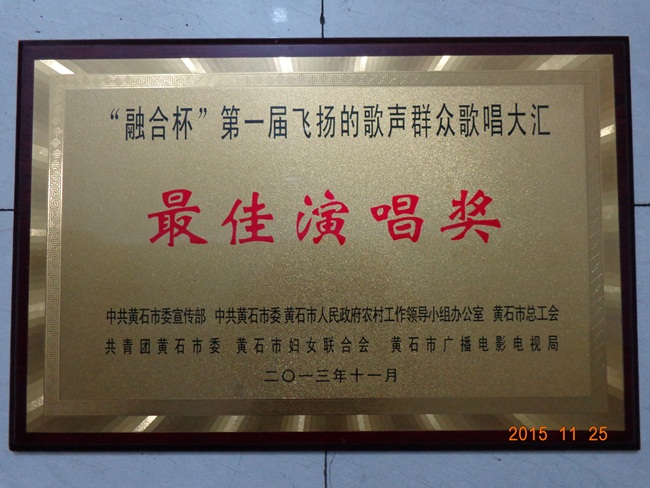 “融合杯”第一届飞扬的歌声群众歌唱大汇
最佳演唱奖
中共黄石市委宣传部 中共黄石市委 黄石市人民政府农村工作领导小组办公室 黄石市总工会
共青团黄石市委 黄石市妇女联合会 黄石市广播电影电视局
二〇一三年十一月
2015 11 25